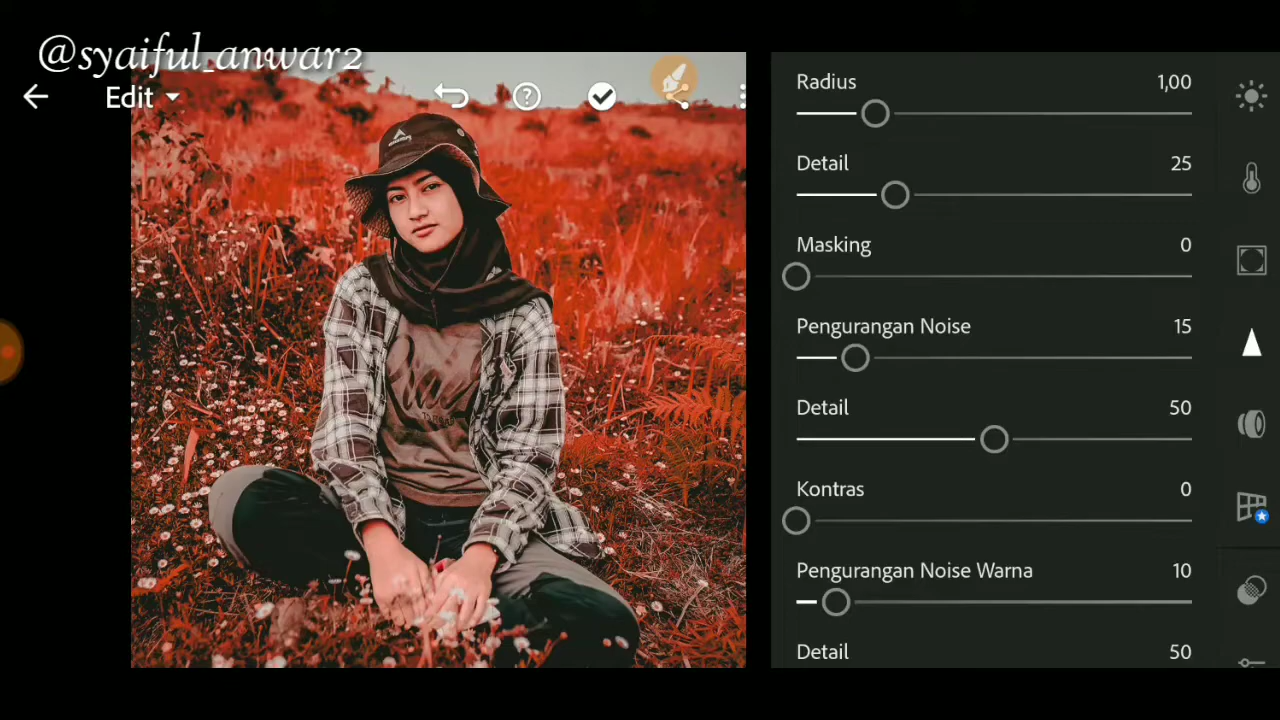 @syaiful_anwar2
Edit
Radius 1,00
Detail 25
Masking 0
Pengurangan Noise 15
Detail 50
Kontras 0
Pengurangan Noise Warna 10
Detail 50